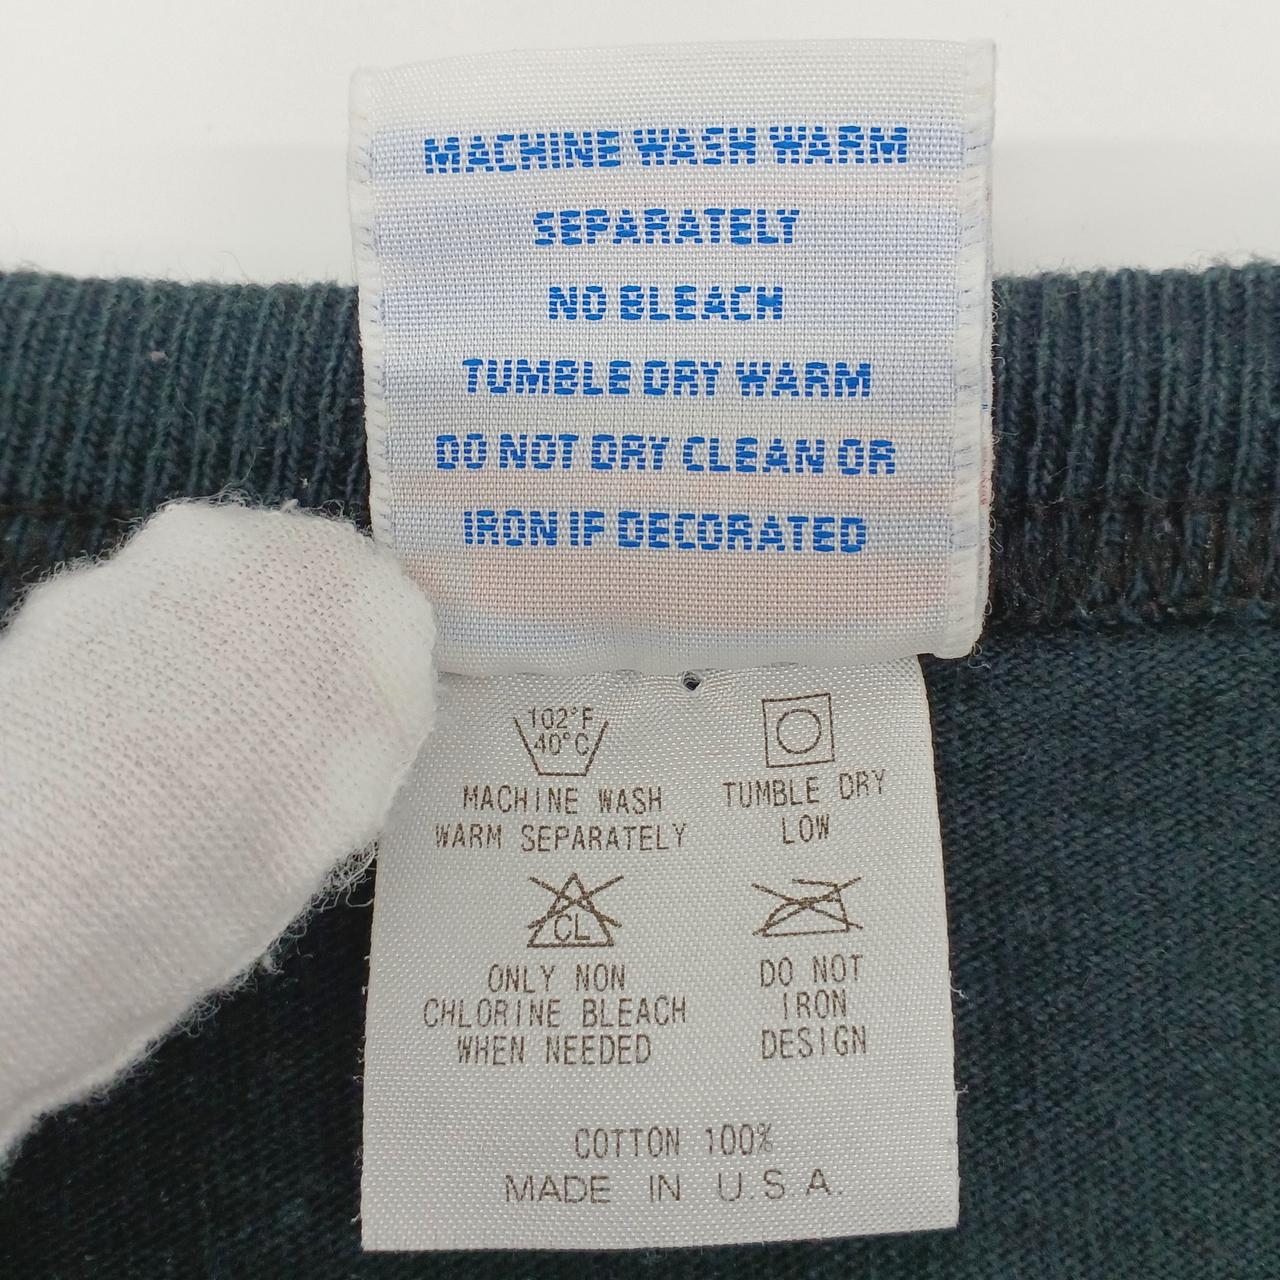 MACHINE WASH WARM
SEPARATELY
NO BLEACH
TUMBLE DRY WARM
DO NOT DRY CLEAN OR
IRON IF DECORATED
102°F
40°C
MACHINE WASH
WARM SEPARATELY
TUMBLE DRY
LOW
CL
ONLY NON
CHLORINE BLEACH
WHEN NEEDED
DO NOT
IRON
DESIGN
COTTON 100%
MADE IN U.S.A.